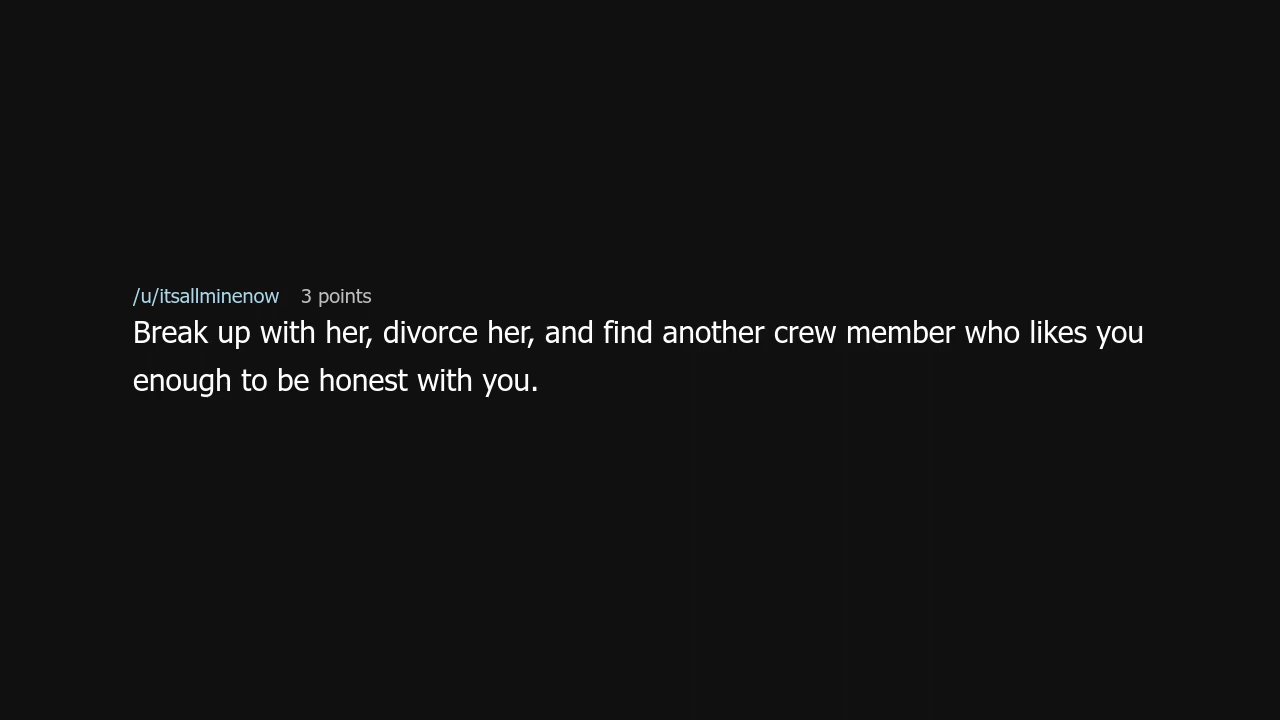 /u/itsallminenow 3 points
Break up with her, divorce her, and find another crew member who likes you
enough to be honest with you.